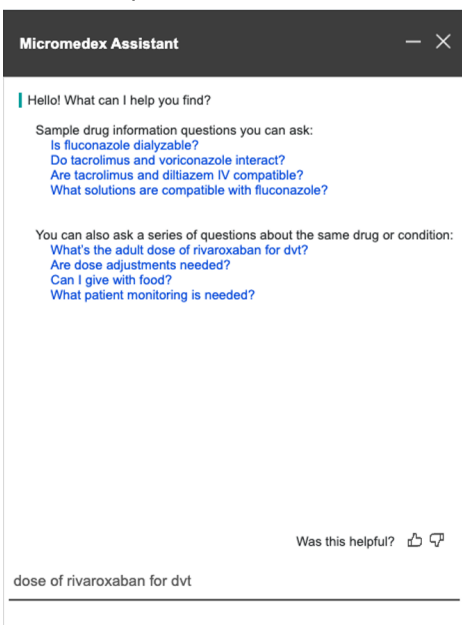 Micromedex Assistant
Hello! What can I help you find?
Sample drug information questions you can ask:
Is fluconazole dialyzable?
Do tacrolimus and voriconazole interact?
Are tacrolimus and diltiazem IV compatible?
What solutions are compatible with fluconazole?
You can also ask a series of questions about the same drug or condition:
What's the adult dose of rivaroxaban for dvt?
Are dose adjustments needed?
Can I give with food?
What patient monitoring is needed?
Was this helpful?
dose of rivaroxaban for dvt